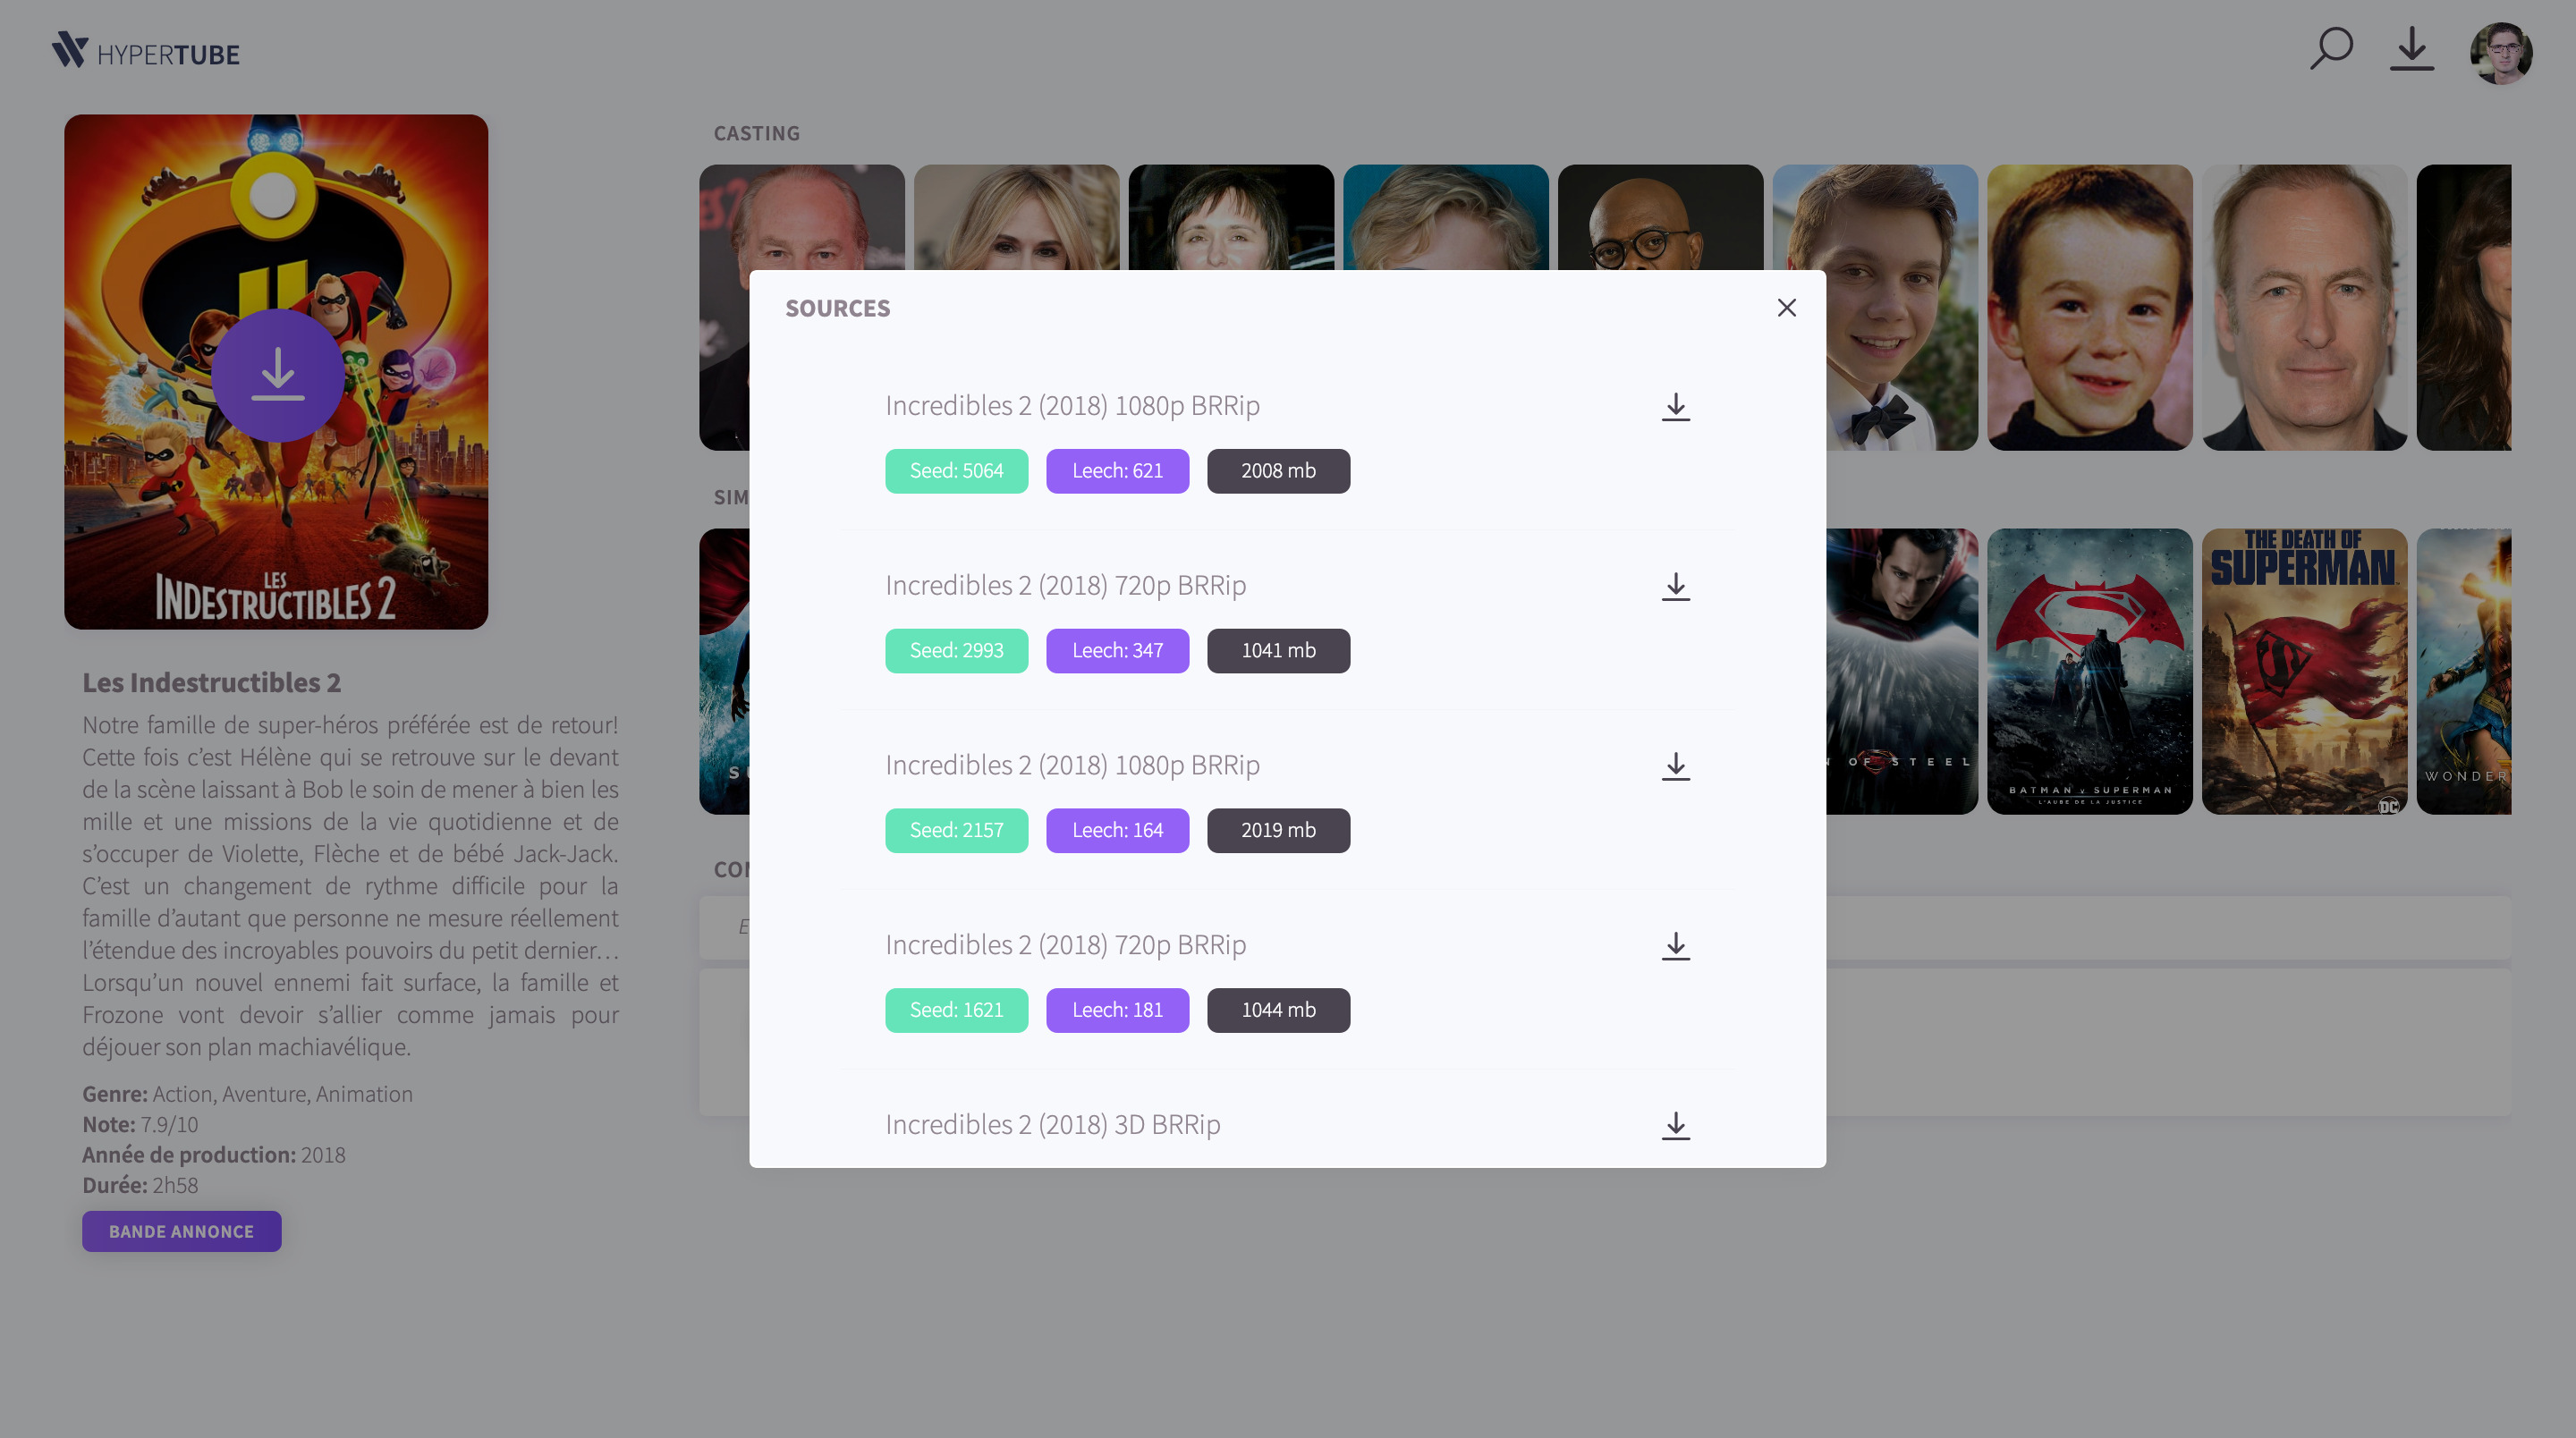 HYPERTUBE
CASTING
SOURCES
Incredibles 2 (2018) 1080p BRRip
Seed: 5064
Leech: 621
2008 mb
Incredibles 2 (2018) 720p BRRip
Seed: 2993
Leech: 347
1041 mb
Incredibles 2 (2018) 1080p BRRip
Seed: 2157
Leech: 164
2019 mb
Incredibles 2 (2018) 720p BRRip
Seed: 1621
Leech: 181
1044 mb
Incredibles 2 (2018) 3D BRRip
LES
INDESTRUCTIBLES 2
Les Indestructibles 2
Notre famille de super-héros préférée est de retour!
Cette fois c’est Hélène qui se retrouve sur le devant
de la scène laissant à Bob le soin de mener à bien les
mille et une missions de la vie quotidienne et de
s’occuper de Violette, Flèche et de bébé Jack-Jack.
C’est un changement de rythme difficile pour la
famille d’autant que personne ne mesure réellement
l’étendue des incroyables pouvoirs du petit dernier…
Lorsqu’un nouvel ennemi fait surface, la famille et
Frozone vont devoir s’allier comme jamais pour
déjouer son plan machiavélique.
Genre: Action, Aventure, Animation
Note: 7.9/10
Année de production: 2018
Durée: 2h58
BANDE ANNONCE
SIM
N OF STEEL
BATMAN v SUPERMAN
L'AUBE DE LA JUSTICE
THE DEATH OF
SUPERMAN
DC
WONDER
COM
E